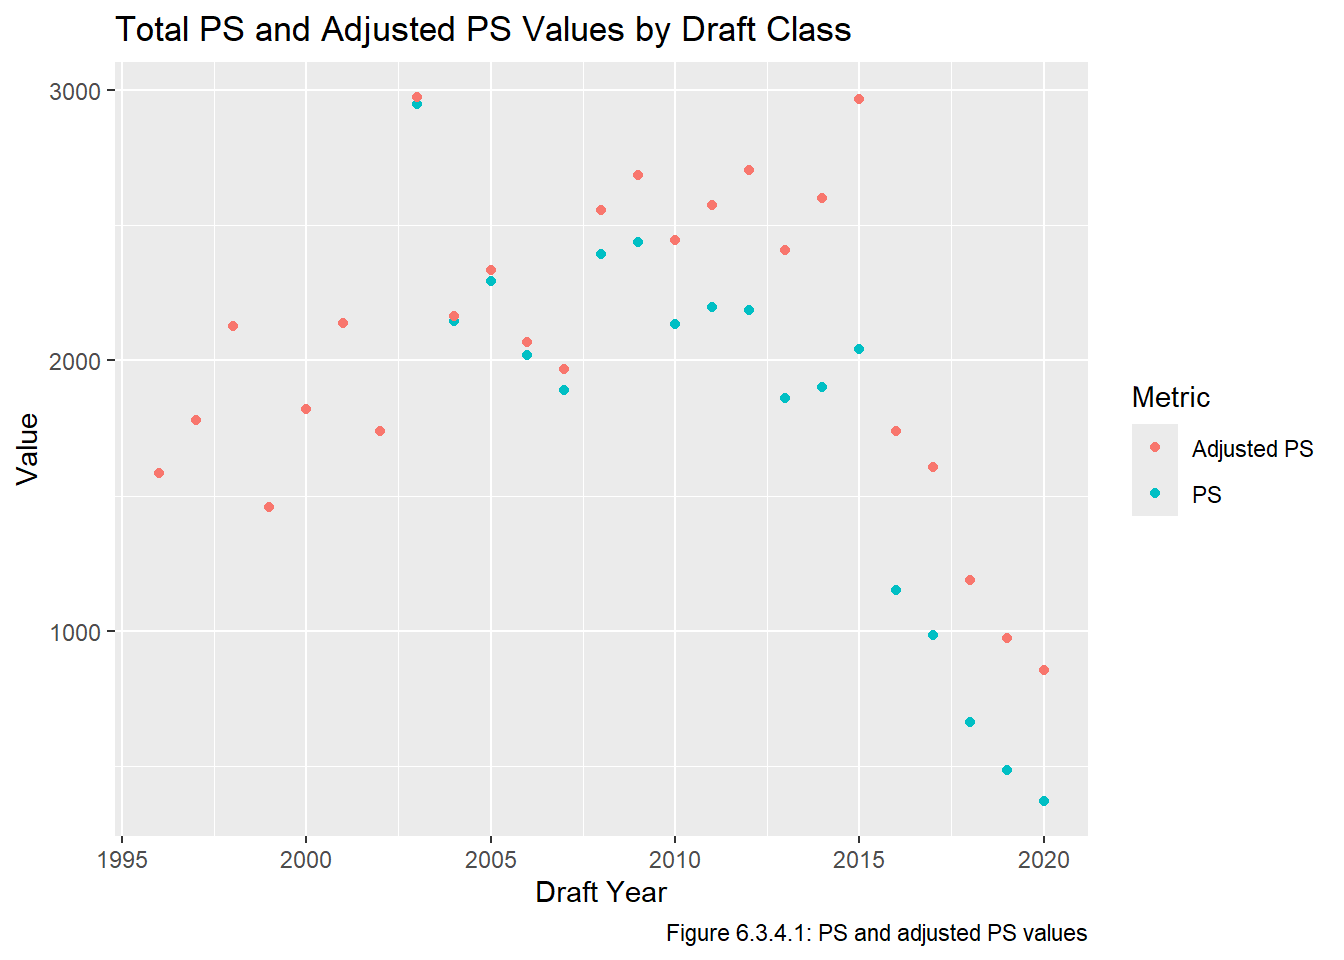 Total PS and Adjusted PS Values by Draft Class
3000
2000
1000
Value
1995 2000 2005 2010 2015 2020
Draft Year
Metric
Adjusted PS
PS
Figure 6.3.4.1: PS and adjusted PS values